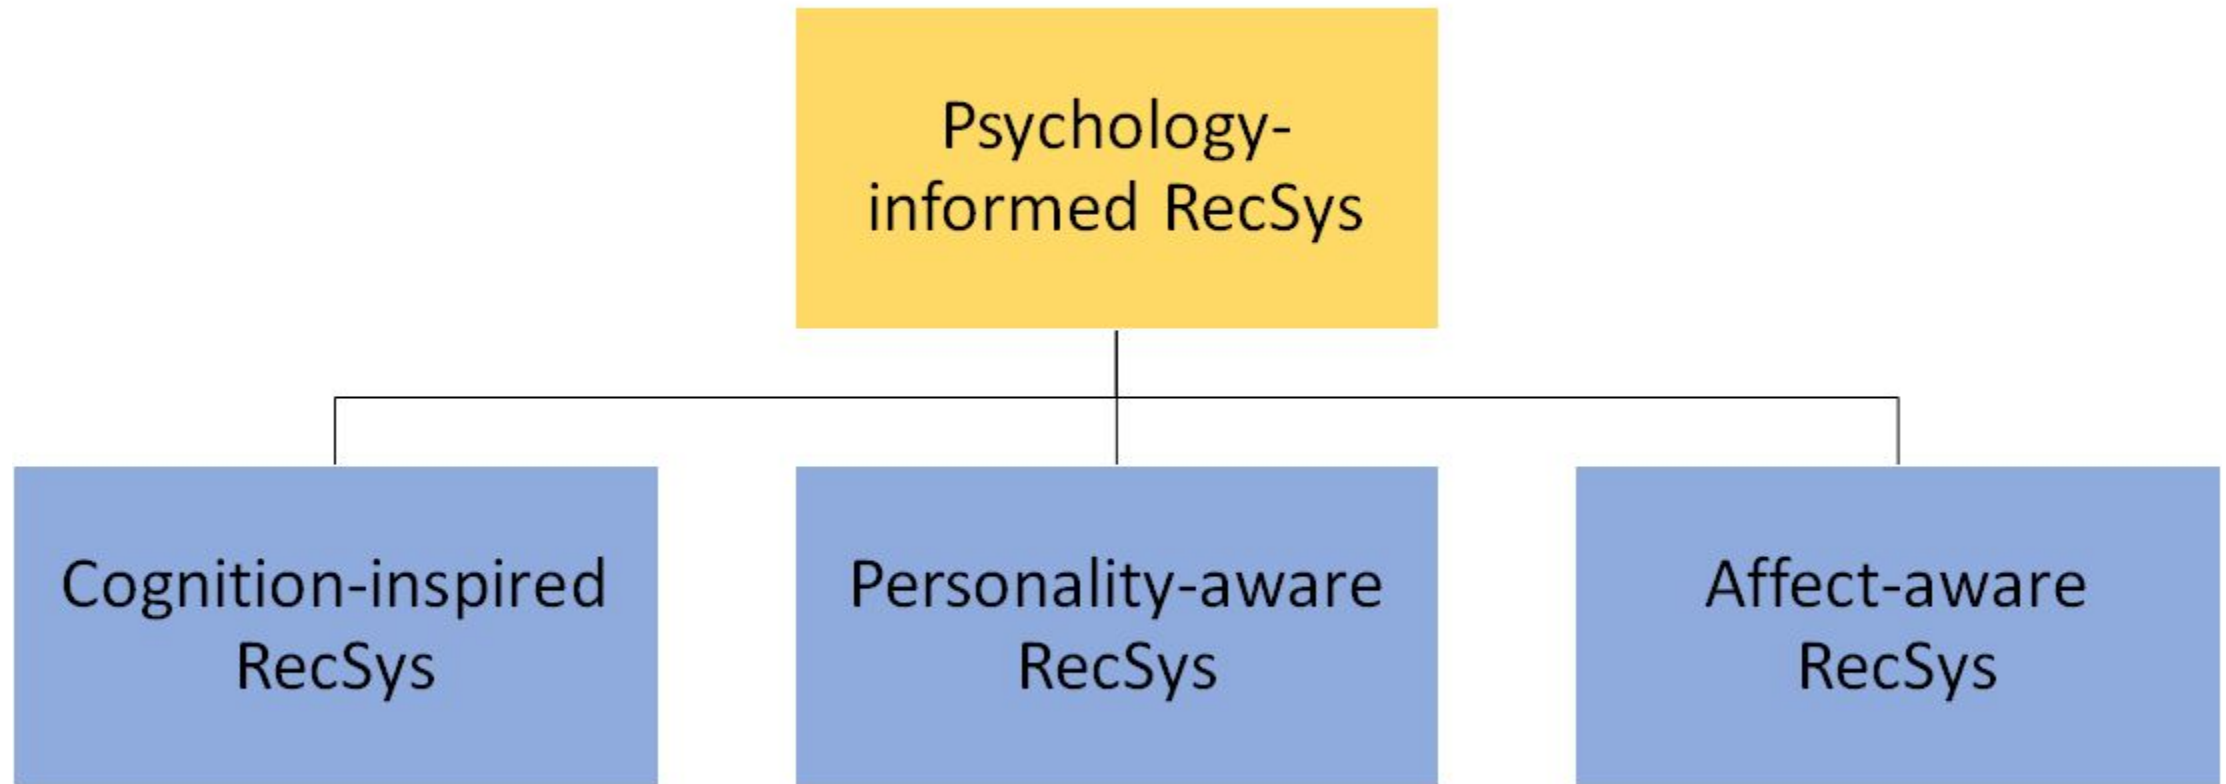 Psychology-
informed RecSys
Cognition-inspired
RecSys
Personality-aware
RecSys
Affect-aware
RecSys